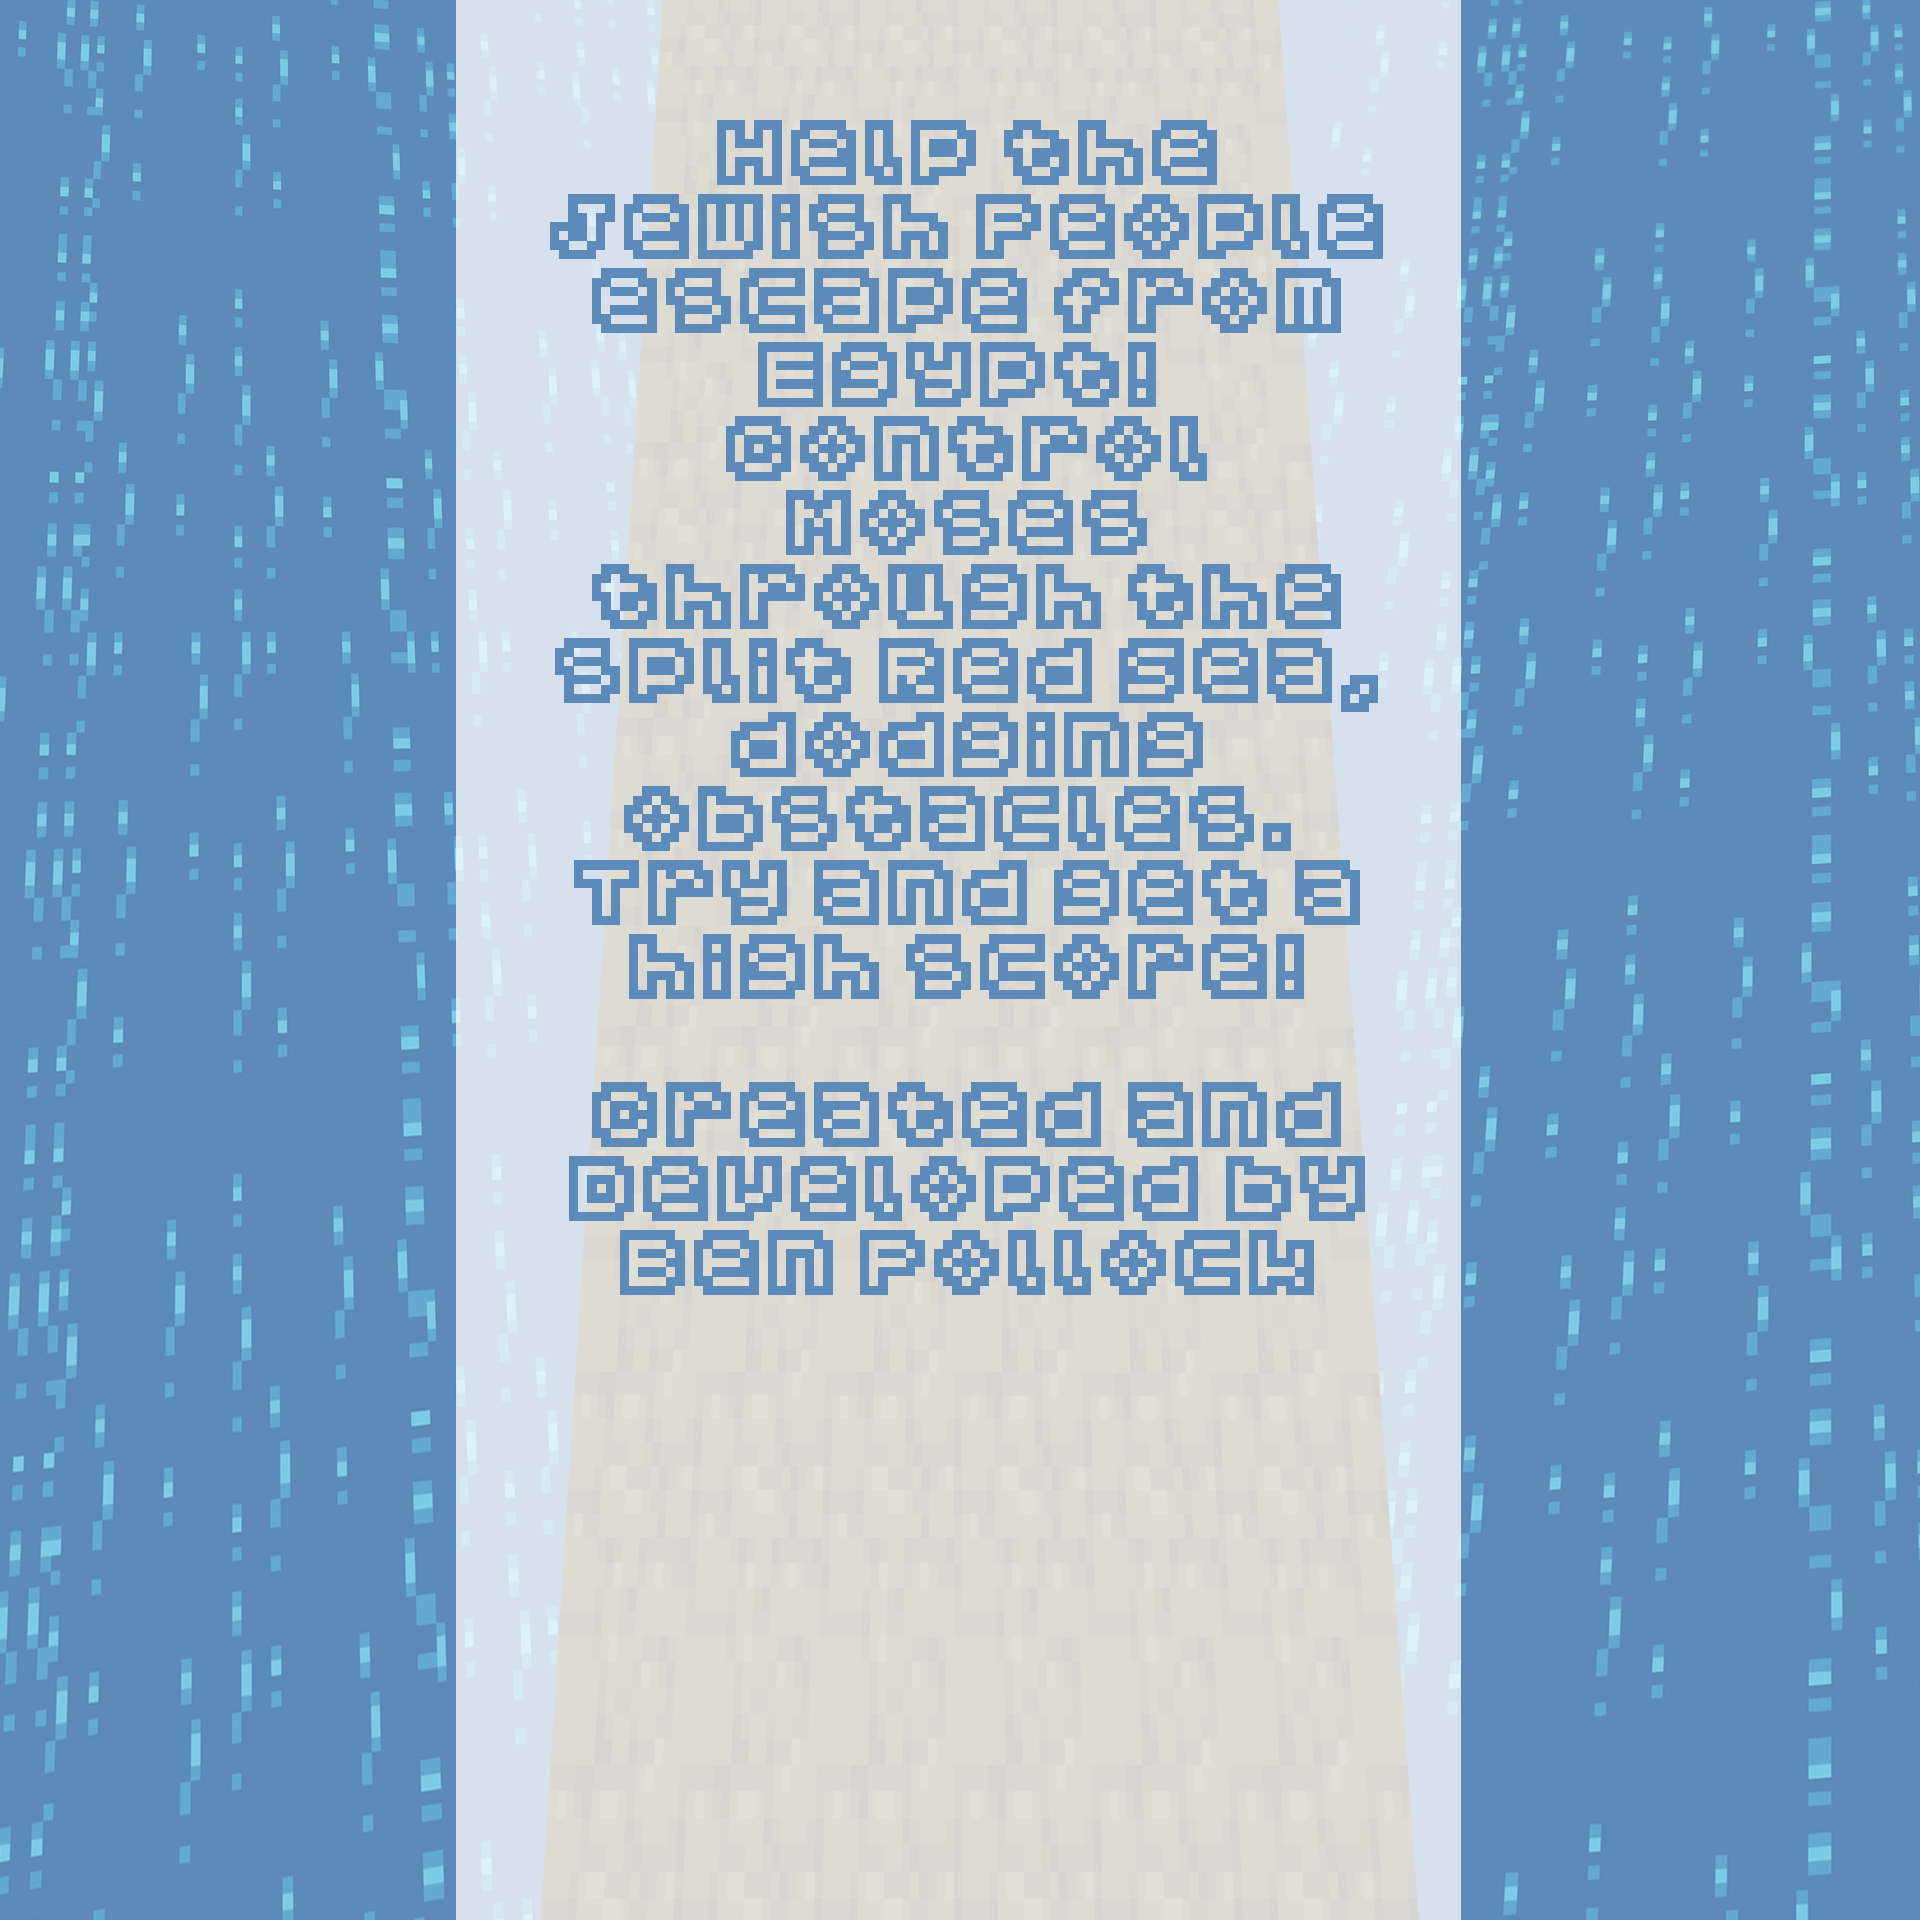 Help the
Jewish People
escape from
Egypt!
Control
Moses
through the
split Red Sea,
dodging
obstacles.
Try and get a
high score!
Created and
Developed by
Ben Pollock